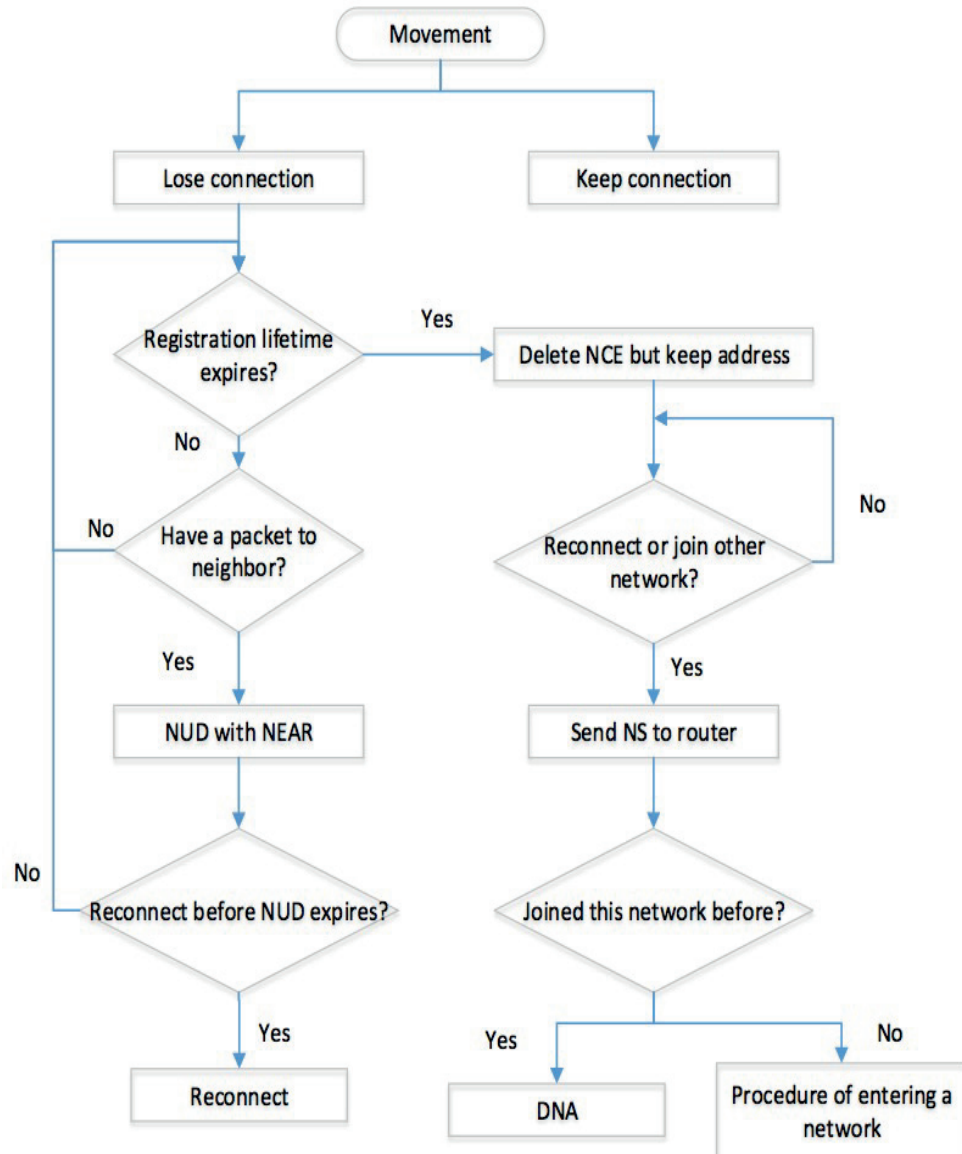 Movement
Lose connection
Keep connection
Registration lifetime
expires?
Yes
Delete NCE but keep address
No
Have a packet to
neighbor?
No
Reconnect or join other
network?
No
Yes
Yes
NUD with NEAR
Send NS to router
No
Reconnect before NUD expires?
Joined this network before?
Yes
Yes
No
Reconnect
DNA
Procedure of entering a
network